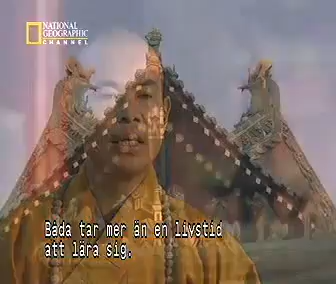 NATIONAL
GEOGRAPHIC
CHANNEL
Båda tar mer än en livstid
att lära sig.